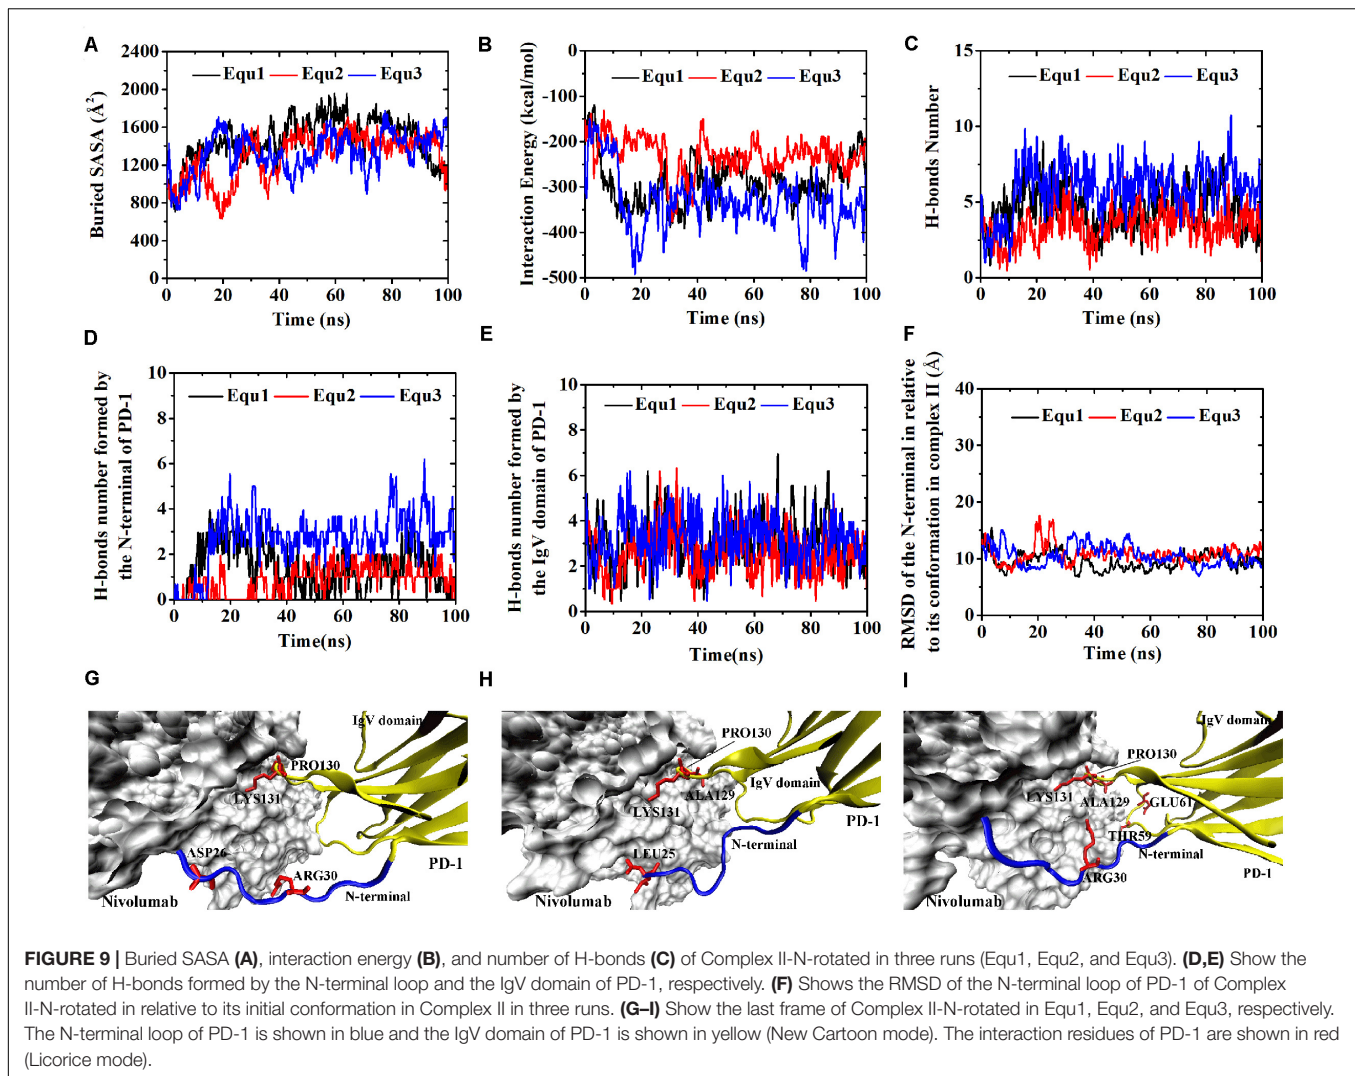 A
Buried SASA (Å²)
2400
2000
1600
1200
800
400
0
Equ1 Equ2 Equ3
0 20 40 60 80 100
Time (ns)
B
Interaction Energy (kcal/mol)
0
-100
-200
-300
-400
-500
Equ1 Equ2 Equ3
0 20 40 60 80 100
Time (ns)
C
H-bonds Number
15
10
5
0
Equ1 Equ2 Equ3
0 20 40 60 80 100
Time (ns)
D
H-bonds number formed by
the N-terminal of PD-1
10
8
6
4
2
0
Equ1 Equ2 Equ3
0 20 40 60 80 100
Time(ns)
E
H-bonds number formed by
the IgV domain of PD-1
10
8
6
4
2
0
Equ1 Equ2 Equ3
0 20 40 60 80 100
Time(ns)
F
RMSD of the N-terminal in relative
to its conformation in complex II (Å)
40
30
20
10
0
Equ1 Equ2 Equ3
0 20 40 60 80 100
Time (ns)
G
IgV domain
PRO130
LYS131
ASP26
ARG30
PD-1
N-terminal
Nivolumab
H
PRO130
IgV domain
ALA129
LYS131
PD-1
N-terminal
LEU25
Nivolumab
I
IgV domain
PRO130
LYS131
ALA129
GLU61
THR59
N-terminal
ARG30
PD-1
Nivolumab
FIGURE 9 | Buried SASA (A), interaction energy (B), and number of H-bonds (C) of Complex II-N-rotated in three runs (Equ1, Equ2, and Equ3). (D,E) Show the
number of H-bonds formed by the N-terminal loop and the IgV domain of PD-1, respectively. (F) Shows the RMSD of the N-terminal loop of PD-1 of Complex
II-N-rotated in relative to its initial conformation in Complex II in three runs. (G–I) Show the last frame of Complex II-N-rotated in Equ1, Equ2, and Equ3, respectively.
The N-terminal loop of PD-1 is shown in blue and the IgV domain of PD-1 is shown in yellow (New Cartoon mode). The interaction residues of PD-1 are shown in red
(Licorice mode).